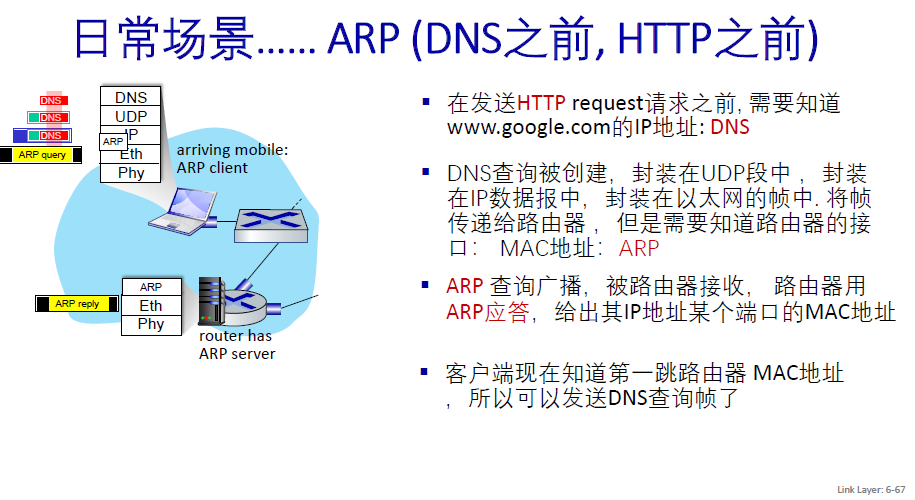 日常场景…… ARP (DNS之前, HTTP之前)
DNS
DNS
DNS
ARP query
DNS
UDP
IP
ARP
Eth
Phy
arriving mobile:
ARP client
ARP reply
ARP
Eth
Phy
router has
ARP server
▪ 在发送HTTP request请求之前, 需要知道
www.google.com的IP地址: DNS
▪ DNS查询被创建，封装在UDP段中 ，封装
在IP数据报中，封装在以太网的帧中. 将帧
传递给路由器 ，但是需要知道路由器的接
口： MAC地址：ARP
▪ ARP 查询广播，被路由器接收， 路由器用
ARP应答，给出其IP地址某个端口的MAC地址
▪ 客户端现在知道第一跳路由器 MAC地址
，所以可以发送DNS查询帧了
Link Layer: 6-67